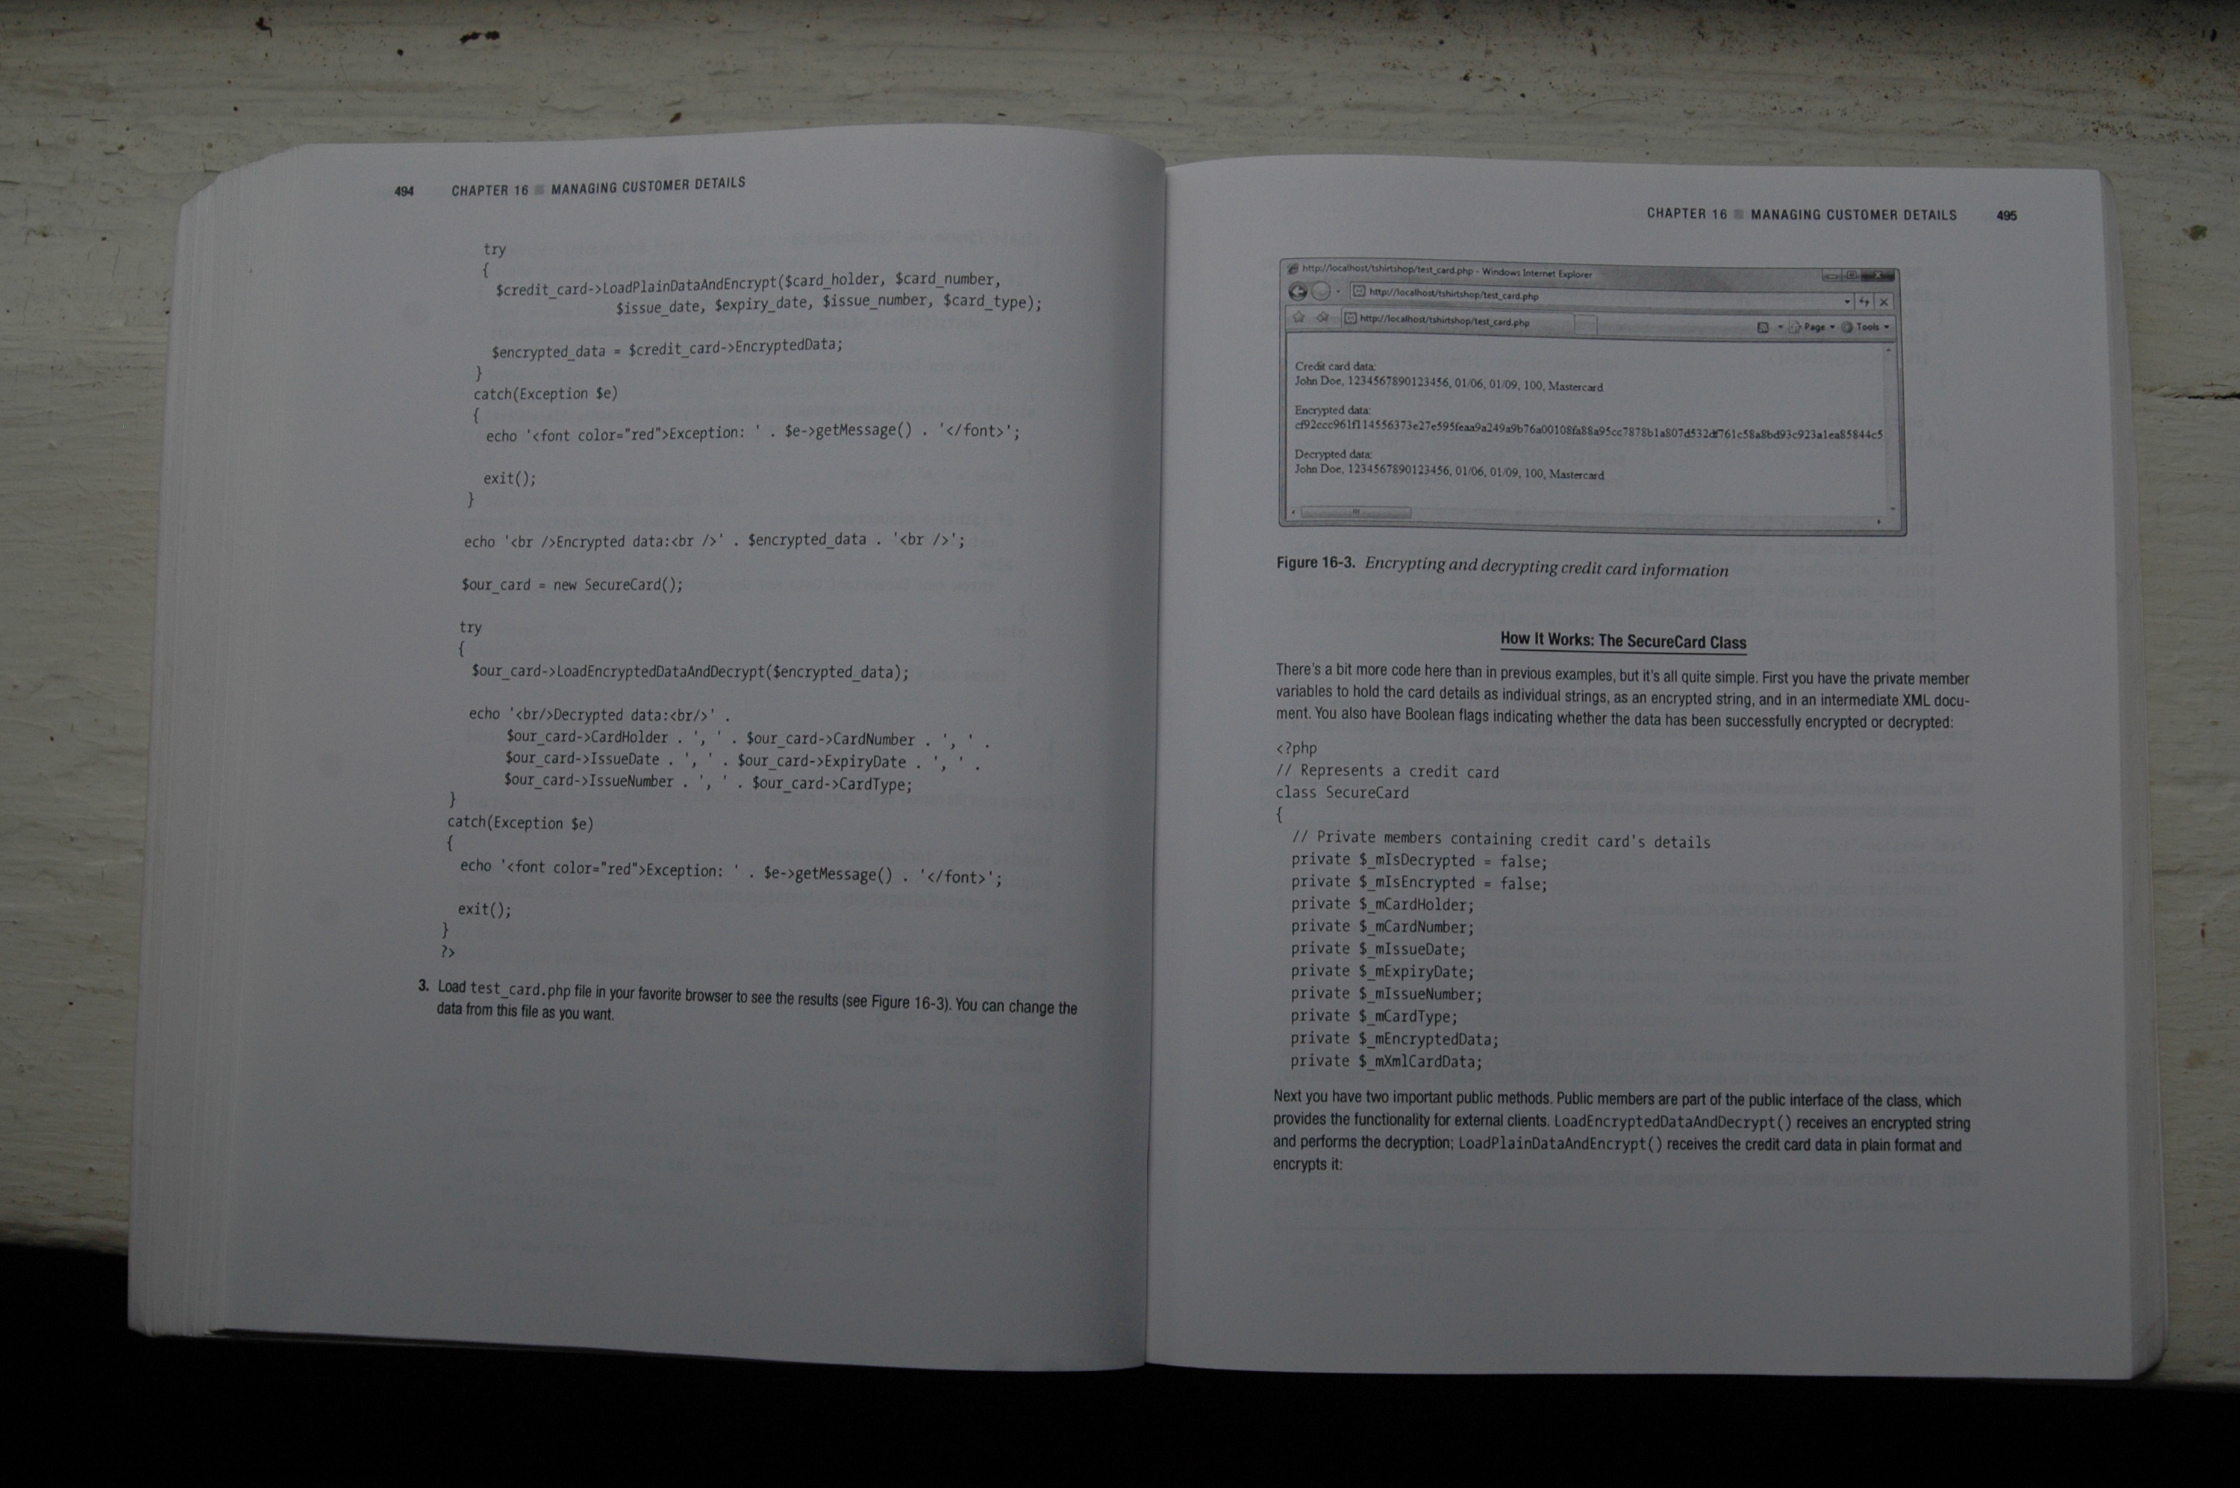 494 CHAPTER 16 ■ MANAGING CUSTOMER DETAILS
try
{
$credit_card->LoadPlainDataAndEncrypt($card_holder, $card_number,
$issue_date, $expiry_date, $issue_number, $card_type);
$encrypted_data = $credit_card->EncryptedData;
}
catch(Exception $e)
{
echo '<font color="red">Exception: ' . $e->getMessage() . '</font>';
exit();
}
echo '<br />Encrypted data:<br />' . $encrypted_data . '<br />';
$our_card = new SecureCard();
try
{
$our_card->LoadEncryptedDataAndDecrypt($encrypted_data);
echo '<br/>Decrypted data:<br/>' .
$our_card->CardHolder . ', ' . $our_card->CardNumber . ', ' .
$our_card->IssueDate . ', ' . $our_card->ExpiryDate . ', ' .
$our_card->IssueNumber . ', ' . $our_card->CardType;
}
catch(Exception $e)
{
echo '<font color="red">Exception: ' . $e->getMessage() . '</font>';
exit();
}
?>
3. Load test_card.php file in your favorite browser to see the results (see Figure 16-3). You can change the
data from this file as you want.
CHAPTER 16 ■ MANAGING CUSTOMER DETAILS 495
http://localhost/tshirtshop/test_card.php - Windows Internet Explorer
http://localhost/tshirtshop/test_card.php
http://localhost/tshirtshop/test_card.php Page Tools
Credit card data:
John Doe, 1234567890123456, 01/06, 01/09, 100, Mastercard
Encrypted data:
Decrypted data:
John Doe, 1234567890123456, 01/06, 01/09, 100, Mastercard
Figure 16-3. Encrypting and decrypting credit card information
How It Works: The SecureCard Class
There's a bit more code here than in previous examples, but it's all quite simple. First you have the private member
variables to hold the card details as individual strings, as an encrypted string, and in an intermediate XML docu-
ment. You also have Boolean flags indicating whether the data has been successfully encrypted or decrypted:
<?php
// Represents a credit card
class SecureCard
{
// Private members containing credit card's details
private $_mIsDecrypted = false;
private $_mIsEncrypted = false;
private $_mCardHolder;
private $_mCardNumber;
private $_mIssueDate;
private $_mExpiryDate;
private $_mIssueNumber;
private $_mCardType;
private $_mEncryptedData;
private $_mXmlCardData;
Next you have two important public methods. Public members are part of the public interface of the class, which
provides the functionality for external clients. LoadEncryptedDataAndDecrypt() receives an encrypted string
and performs the decryption; LoadPlainDataAndEncrypt() receives the credit card data in plain format and
encrypts it: